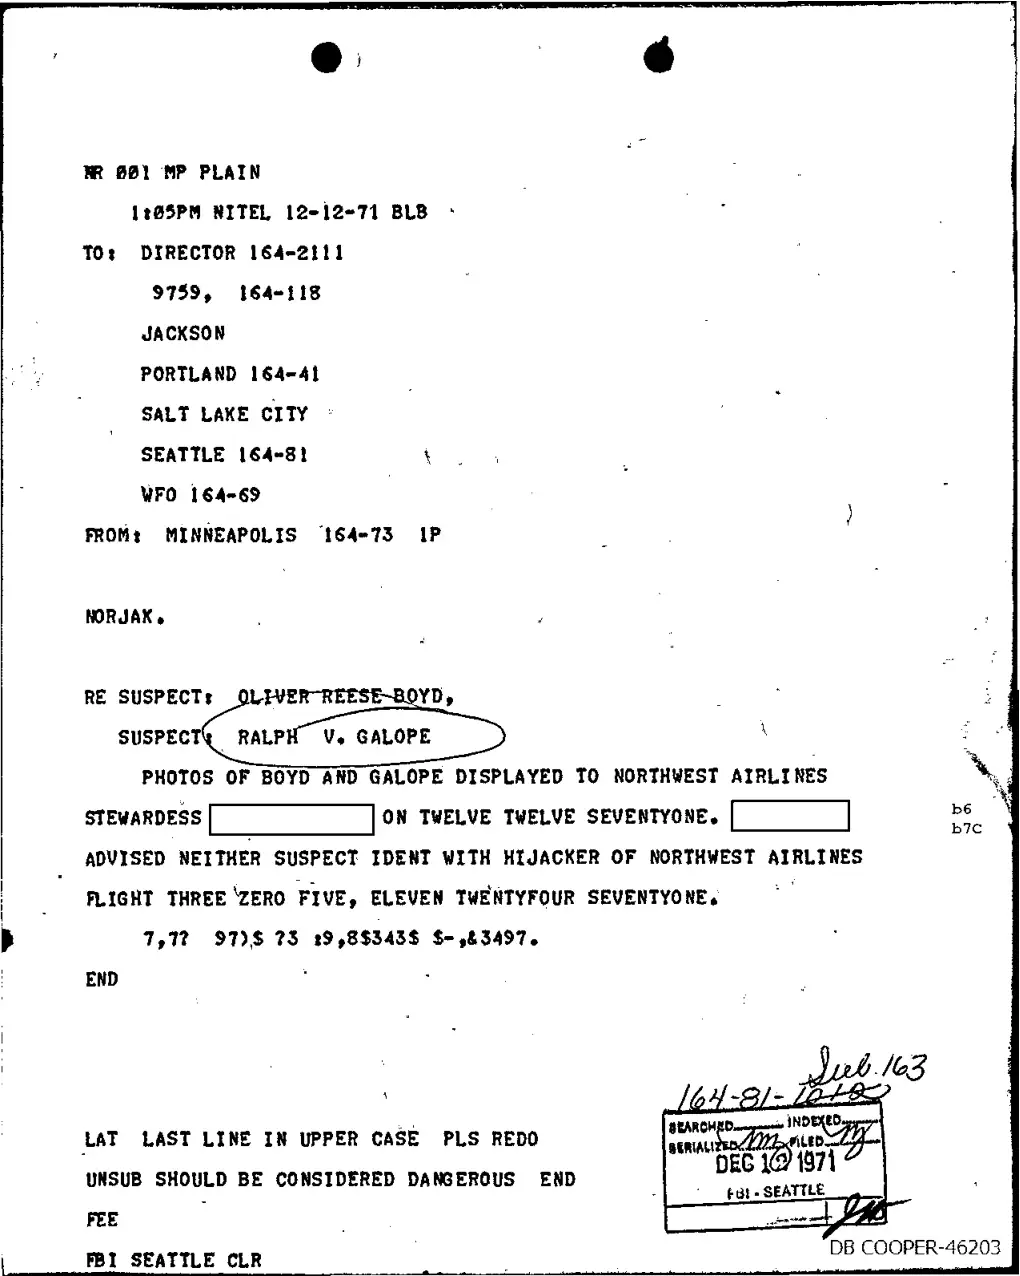 NR 001 MP PLAIN
1:05PM NITEL 12-12-71 BLB
TO: DIRECTOR 164-2111
9759, 164-118
JACKSON
PORTLAND 164-41
SALT LAKE CITY
SEATTLE 164-81
WFO 164-69
FROM: MINNEAPOLIS 164-73 1P
NORJAK.
RE SUSPECT: OLIVER REESE BOYD,
SUSPECT: RALPH V. GALOPE
PHOTOS OF BOYD AND GALOPE DISPLAYED TO NORTHWEST AIRLINES
STEWARDESS ON TWELVE TWELVE SEVENTYONE.
b6
b7C
ADVISED NEITHER SUSPECT IDENT WITH HIJACKER OF NORTHWEST AIRLINES
FLIGHT THREE ZERO FIVE, ELEVEN TWENTYFOUR SEVENTYONE.
7,7? 97),$ ?3 :9,8$343$ $-,&3497.
END
Sub. 163
164-81-
LAT LAST LINE IN UPPER CASE PLS REDO
UNSUB SHOULD BE CONSIDERED DANGEROUS END
FEE
FBI SEATTLE CLR
SEARCHED INDEXED
SERIALIZED FILED
DEC 12 1971
FBI - SEATTLE
DB COOPER-46203